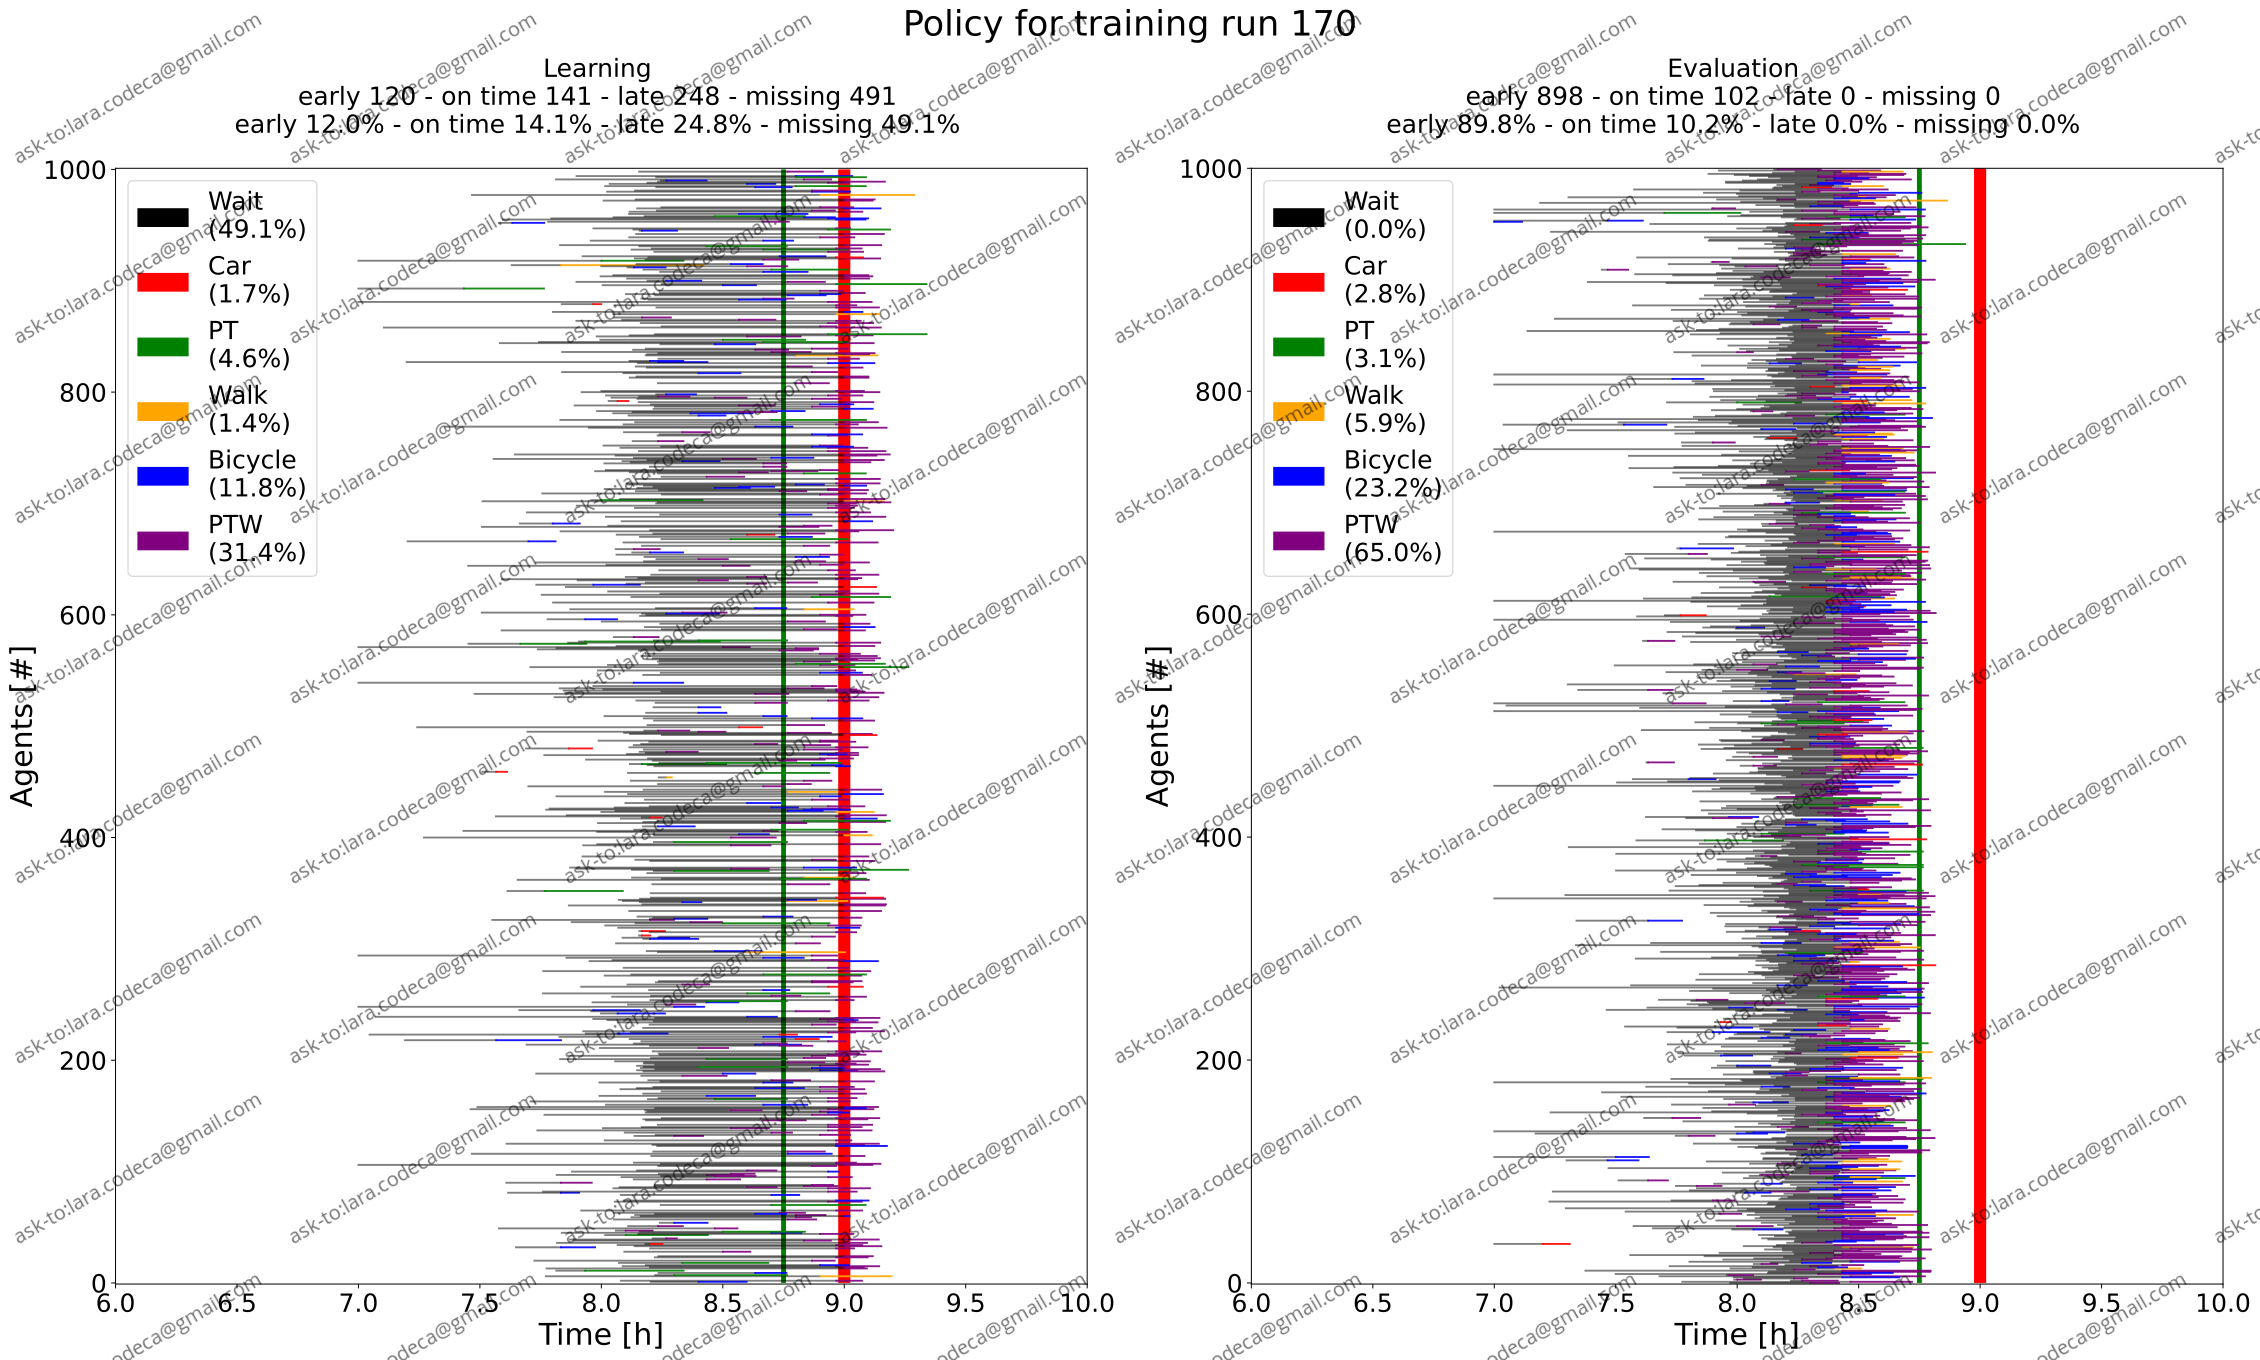 Policy for training run 170
Learning
early 120 - on time 141 - late 248 - missing 491
early 12.0% - on time 14.1% - late 24.8% - missing 49.1%
Agents [#]
1000
800
600
400
200
0
Wait
(49.1%)
Car
(1.7%)
PT
(4.6%)
Walk
(1.4%)
Bicycle
(11.8%)
PTW
(31.4%)
6.0 6.5 7.0 7.5 8.0 8.5 9.0 9.5 10.0
Time [h]
Evaluation
early 898 - on time 102 - late 0 - missing 0
early 89.8% - on time 10.2% - late 0.0% - missing 0.0%
Agents [#]
1000
800
600
400
200
0
Wait
(0.0%)
Car
(2.8%)
PT
(3.1%)
Walk
(5.9%)
Bicycle
(23.2%)
PTW
(65.0%)
6.0 6.5 7.0 7.5 8.0 8.5 9.0 9.5 10.0
Time [h]
ask-to:lara.codeca@gmail.com